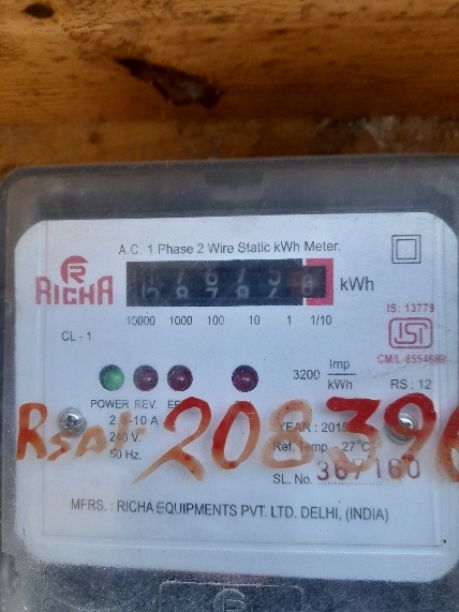 A.C. 1 Phase 2 Wire Static kWh Meter.
R
RICHA
kWh
10000 1000 100 10 1 1/10
IS: 13779
CL - 1
ISI
CM/L-8554689
3200 Imp/kWh
RS : 12
POWER REV.
2.5-10 A
240 V.
50 Hz.
RSA - 208396
YEAR : 2015
Ref. Temp. - 27°C
SL. No. 367160
MFRS. : RICHA EQUIPMENTS PVT. LTD. DELHI, (INDIA)